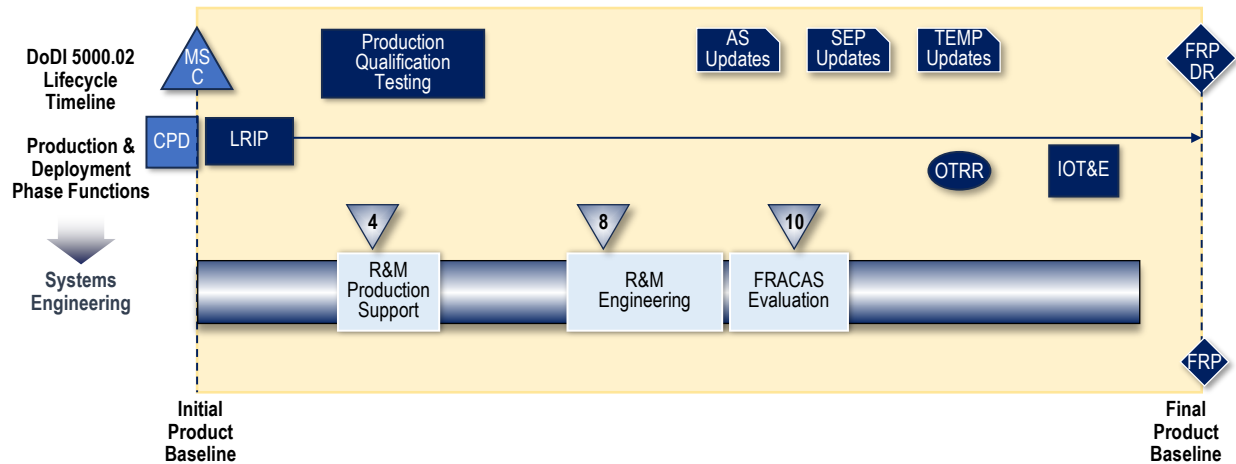 DoDI 5000.02
Lifecycle
Timeline
MS
C
Production
Qualification
Testing
AS
Updates
SEP
Updates
TEMP
Updates
FRP
DR
CPD
LRIP
Production &
Deployment
Phase Functions
OTRR
IOT&E
4
8
10
Systems
Engineering
R&M
Production
Support
R&M
Engineering
FRACAS
Evaluation
FRP
Initial
Product
Baseline
Final
Product
Baseline